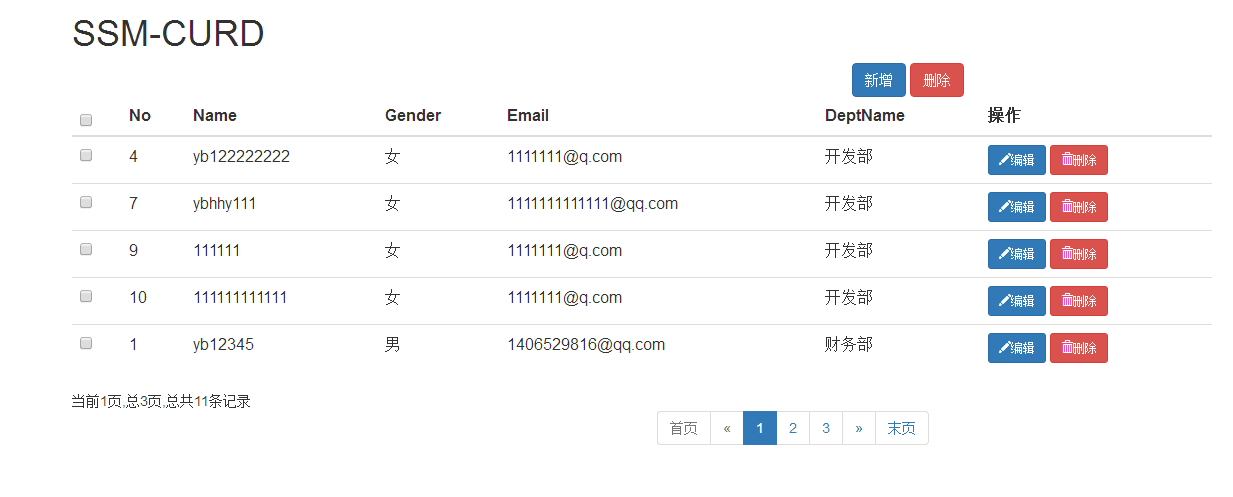 SSM-CURD
新增 删除
No Name Gender Email DeptName 操作
4 yb122222222 女 1111111@q.com 开发部 编辑 删除
7 ybhhy111 女 1111111111111@qq.com 开发部 编辑 删除
9 111111 女 1111111@q.com 开发部 编辑 删除
10 111111111111 女 1111111@q.com 开发部 编辑 删除
1 yb12345 男 1406529816@qq.com 财务部 编辑 删除
当前1页,总3页,总共11条记录
首页 « 1 2 3 » 末页